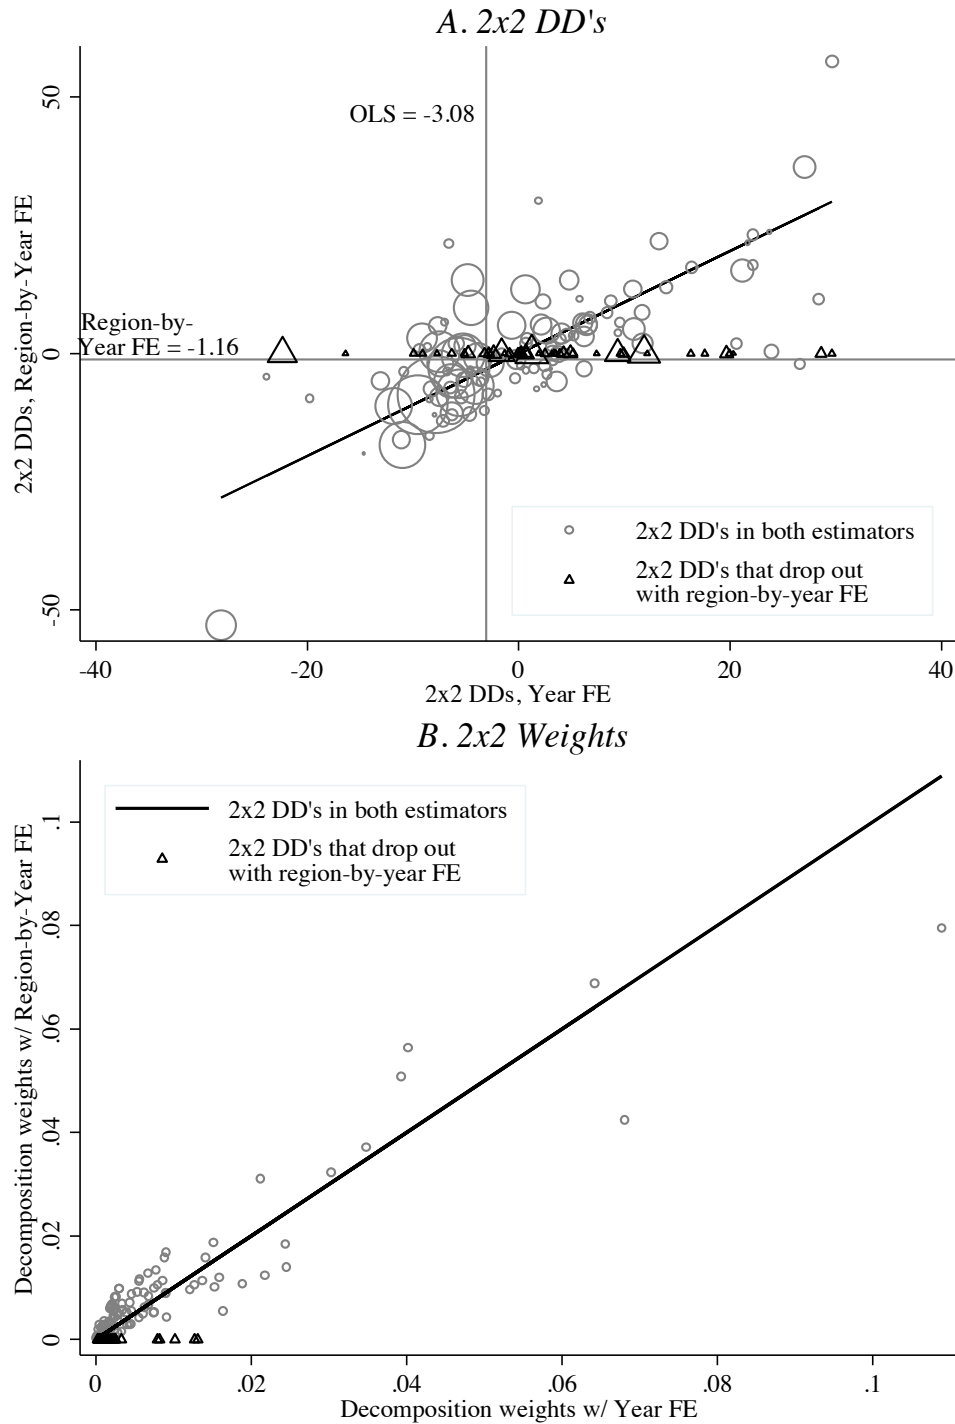 A. 2x2 DD's
2x2 DDs, Region-by-Year FE
50
0
-50
OLS = -3.08
Region-by-
Year FE = -1.16
2x2 DD's in both estimators
2x2 DD's that drop out
with region-by-year FE
-40
-20
0
20
40
2x2 DDs, Year FE
B. 2x2 Weights
Decomposition weights w/ Region-by-Year FE
.1
.08
.06
.04
.02
0
2x2 DD's in both estimators
2x2 DD's that drop out
with region-by-year FE
0
.02
.04
.06
.08
.1
Decomposition weights w/ Year FE